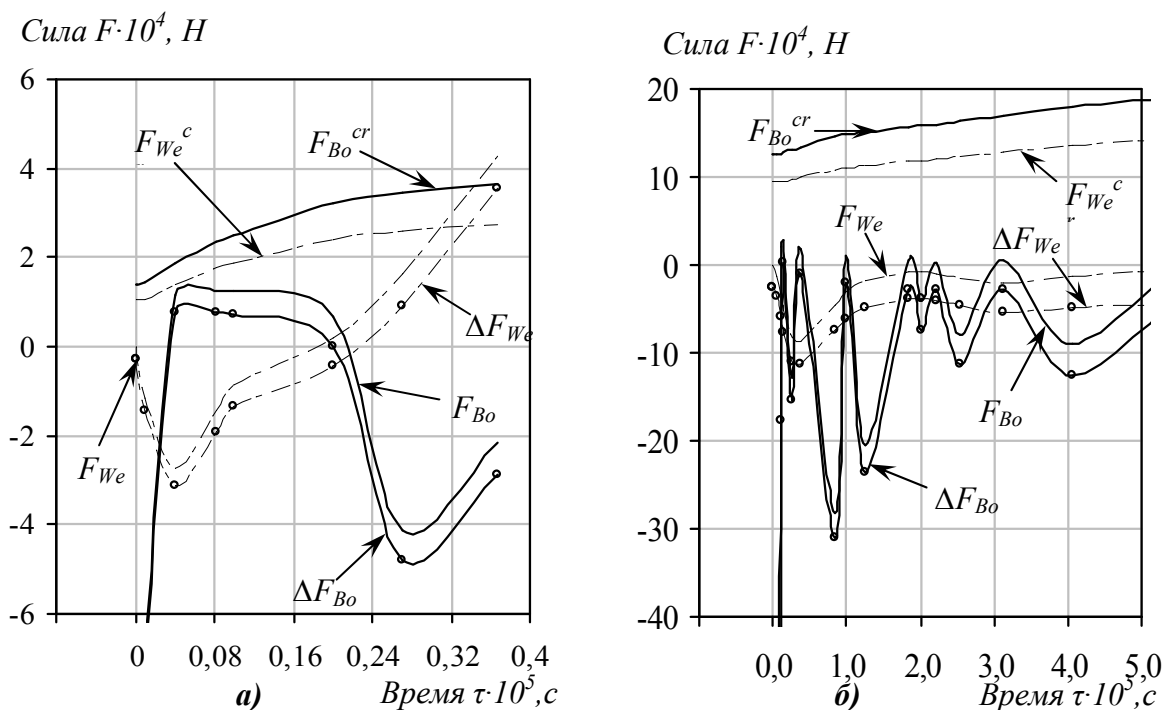 Сила F·10⁴, Н
6
4
2
0
-2
-4
-6
F_We^c
F_Bo^cr
ΔF_We
F_Bo
F_We
ΔF_Bo
0 0,08 0,16 0,24 0,32 0,4
а) Время τ·10⁵,с
Сила F·10⁴, Н
20
10
0
-10
-20
-30
-40
F_Bo^cr
F_We^c
r
F_We
ΔF_We
F_Bo
ΔF_Bo
0,0 1,0 2,0 3,0 4,0 5,0
б) Время τ·10⁵,с